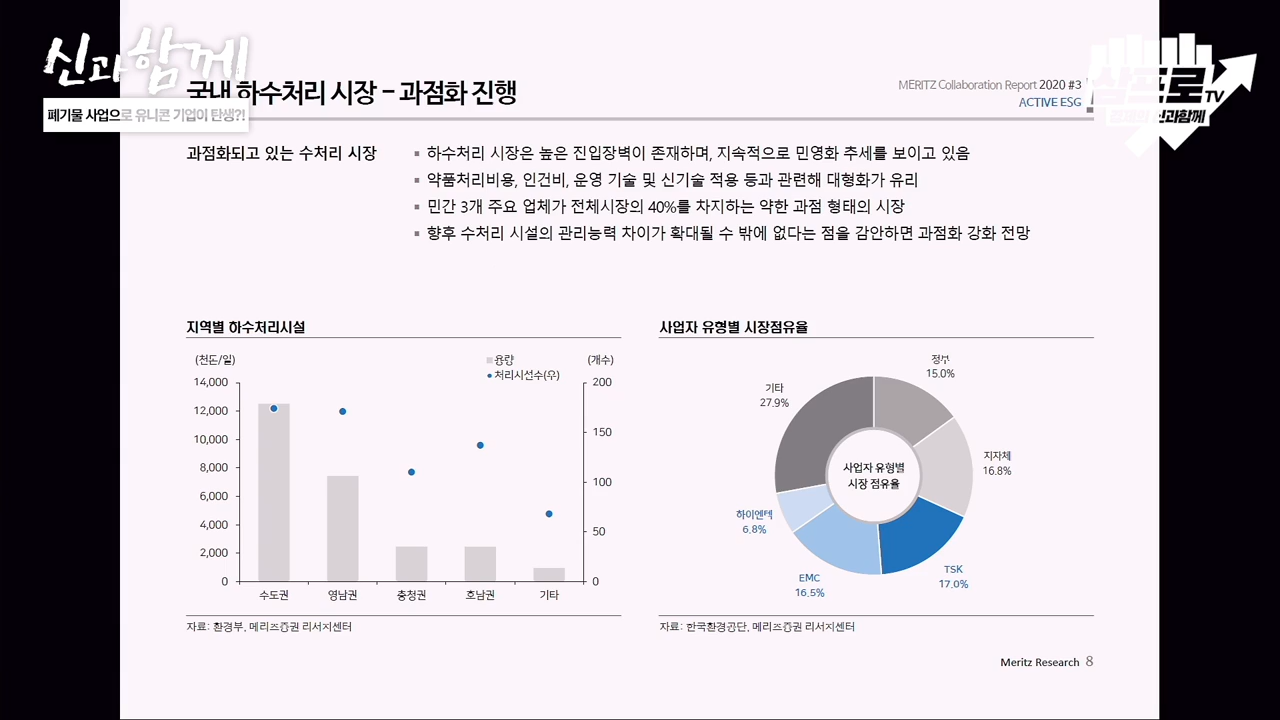 신과함께
폐기물 사업으로 유니콘 기업이 탄생?!
삼프로TV
경제의 신과함께
국내 하수처리 시장 – 과점화 진행
MERITZ Collaboration Report 2020 #3
ACTIVE ESG
과점화되고 있는 수처리 시장
▪ 하수처리 시장은 높은 진입장벽이 존재하며, 지속적으로 민영화 추세를 보이고 있음
▪ 약품처리비용, 인건비, 운영 기술 및 신기술 적용 등과 관련해 대형화가 유리
▪ 민간 3개 주요 업체가 전체시장의 40%를 차지하는 약한 과점 형태의 시장
▪ 향후 수처리 시설의 관리능력 차이가 확대될 수 밖에 없다는 점을 감안하면 과점화 강화 전망
지역별 하수처리시설
(천톤/일)
용량
처리시설수(우)
(개수)
14,000
12,000
10,000
8,000
6,000
4,000
2,000
0
200
150
100
50
0
수도권 영남권 충청권 호남권 기타
자료: 환경부, 메리츠증권 리서치센터
사업자 유형별 시장점유율
정부
15.0%
지자체
16.8%
TSK
17.0%
EMC
16.5%
하이엔텍
6.8%
기타
27.9%
사업자 유형별
시장 점유율
자료: 한국환경공단, 메리츠증권 리서치센터
Meritz Research 8